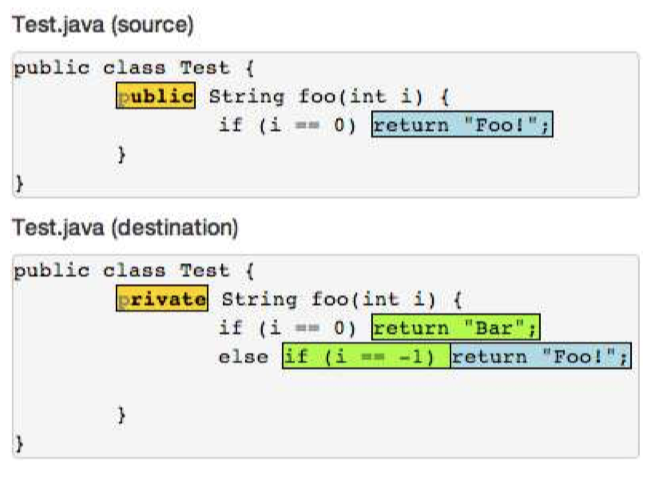 Test.java (source)
public class Test {
public String foo(int i) {
if (i == 0) return "Foo!";
}
}
Test.java (destination)
public class Test {
private String foo(int i) {
if (i == 0) return "Bar";
else if (i == -1) return "Foo!";
}
}